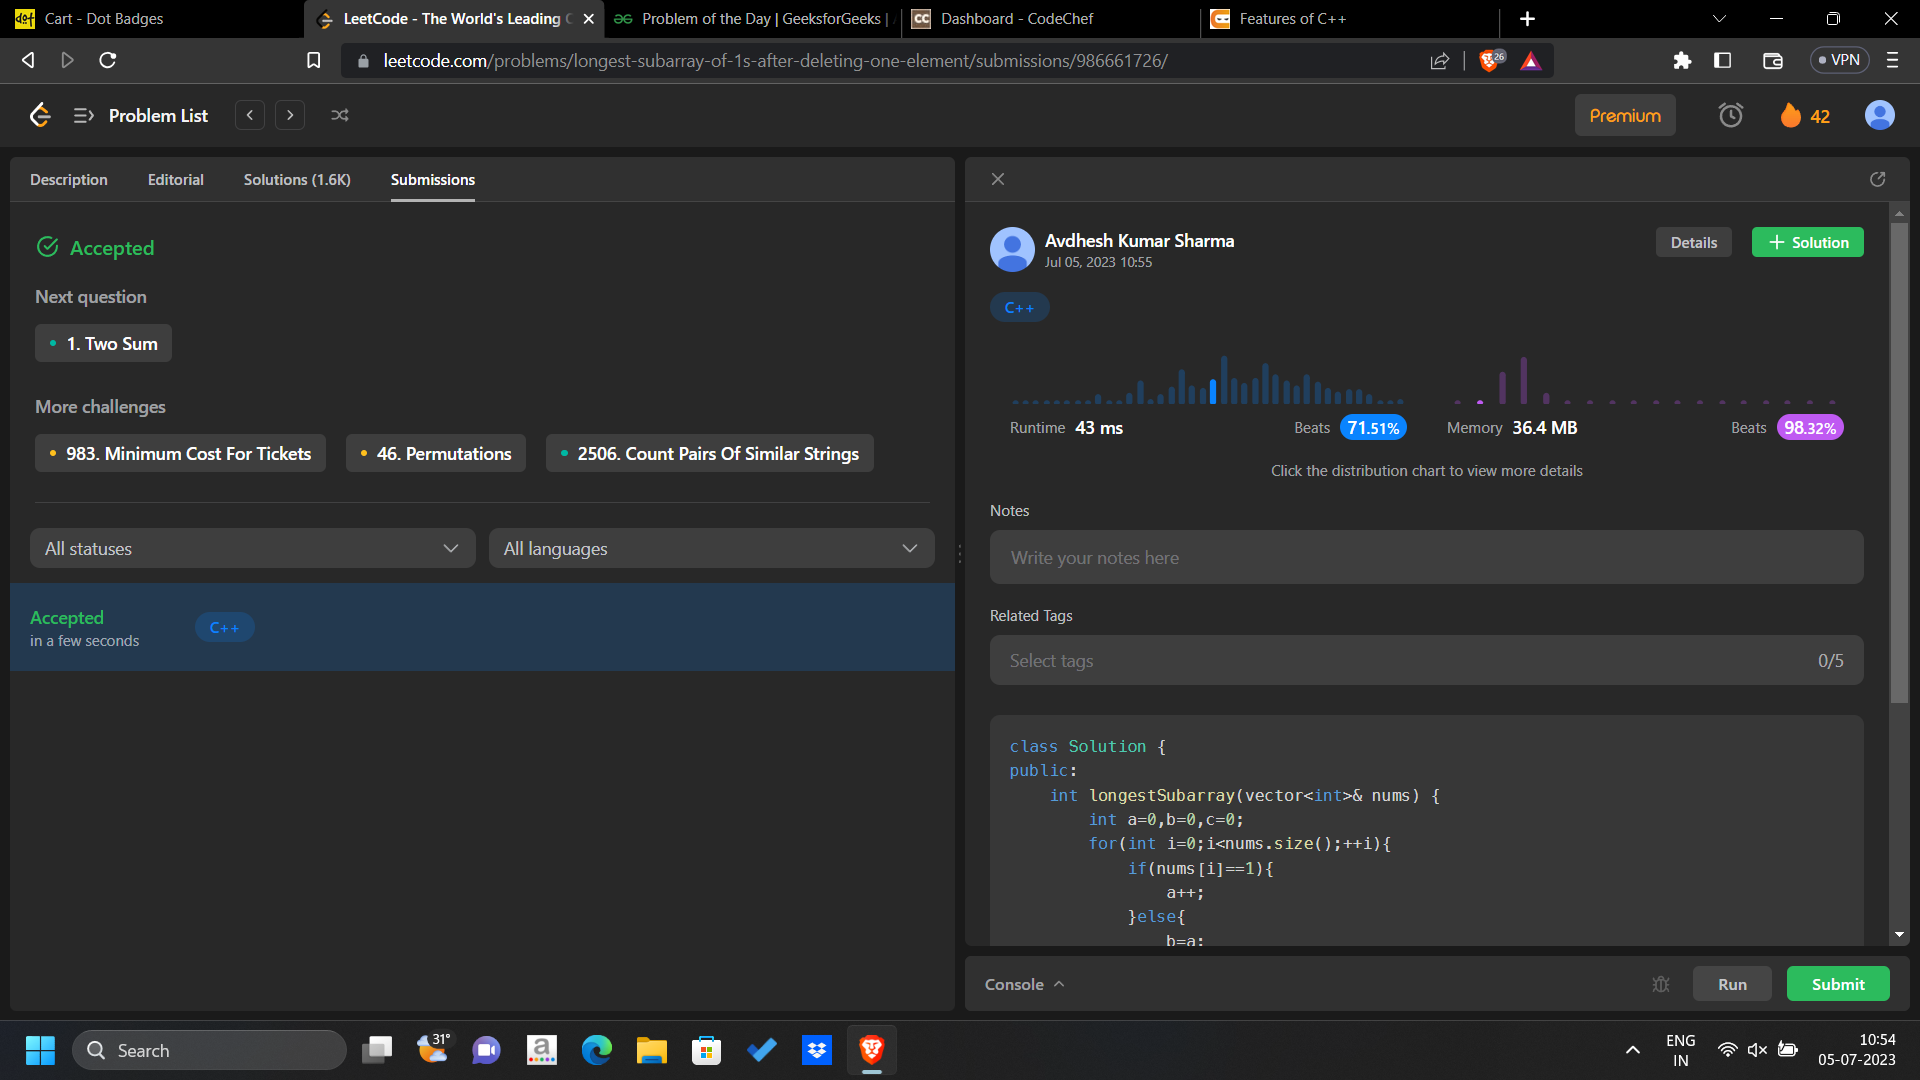 Cart - Dot Badges
LeetCode - The World's Leading
Problem of the Day | GeeksforGeeks |
Dashboard - CodeChef
Features of C++
leetcode.com/problems/longest-subarray-of-1s-after-deleting-one-element/submissions/986661726/
26
VPN
Problem List
Premium
42
Description
Editorial
Solutions (1.6K)
Submissions
Accepted
Next question
1. Two Sum
More challenges
983. Minimum Cost For Tickets
46. Permutations
2506. Count Pairs Of Similar Strings
All statuses
All languages
Accepted
in a few seconds
C++
Avdhesh Kumar Sharma
Jul 05, 2023 10:55
Details
+ Solution
C++
Runtime 43 ms
Beats 71.51%
Memory 36.4 MB
Beats 98.32%
Click the distribution chart to view more details
Notes
Write your notes here
Related Tags
Select tags
0/5
class Solution {
public:
    int longestSubarray(vector<int>& nums) {
        int a=0,b=0,c=0;
        for(int i=0;i<nums.size();++i){
            if(nums[i]==1){
                a++;
            }else{
                b=a;
Console
Run
Submit
Search
31°
ENG
IN
10:54
05-07-2023